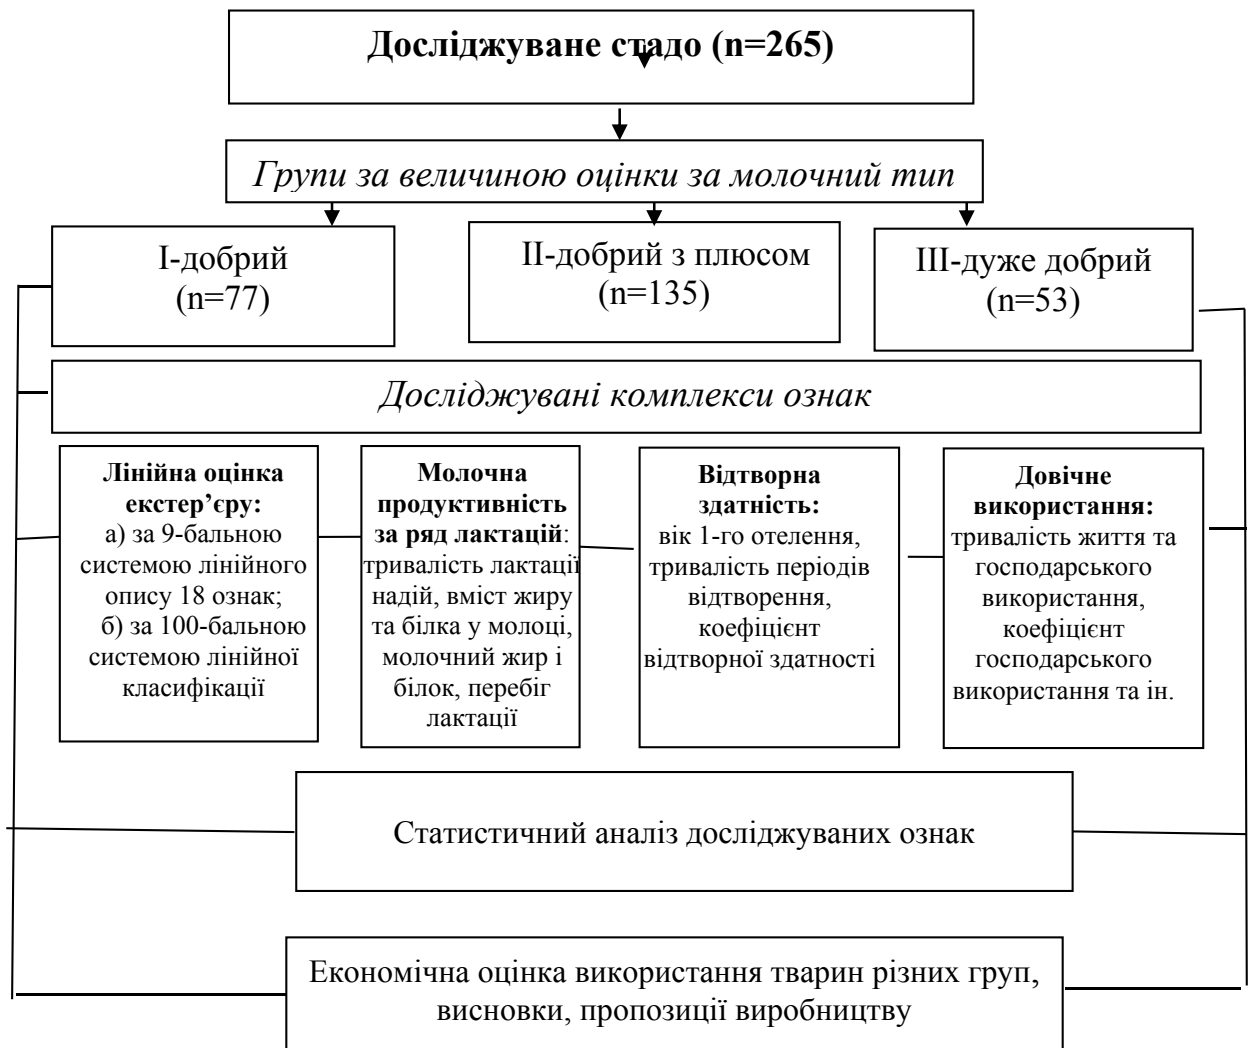 Досліджуване стадо (n=265)
Групи за величиною оцінки за молочний тип
І-добрий
(n=77)
ІІ-добрий з плюсом
(n=135)
ІІІ-дуже добрий
(n=53)
Досліджувані комплекси ознак
Лінійна оцінка
екстер’єру:
а) за 9-бальною
системою лінійного
опису 18 ознак;
б) за 100-бальною
системою лінійної
класифікації
Молочна
продуктивність
за ряд лактацій:
тривалість лактації
надій, вміст жиру
та білка у молоці,
молочний жир і
білок, перебіг
лактації
Відтворна
здатність:
вік 1-го отелення,
тривалість періодів
відтворення,
коефіцієнт
відтворної здатності
Довічне
використання:
тривалість життя та
господарського
використання,
коефіцієнт
господарського
використання та ін.
Статистичний аналіз досліджуваних ознак
Економічна оцінка використання тварин різних груп,
висновки, пропозиції виробництву